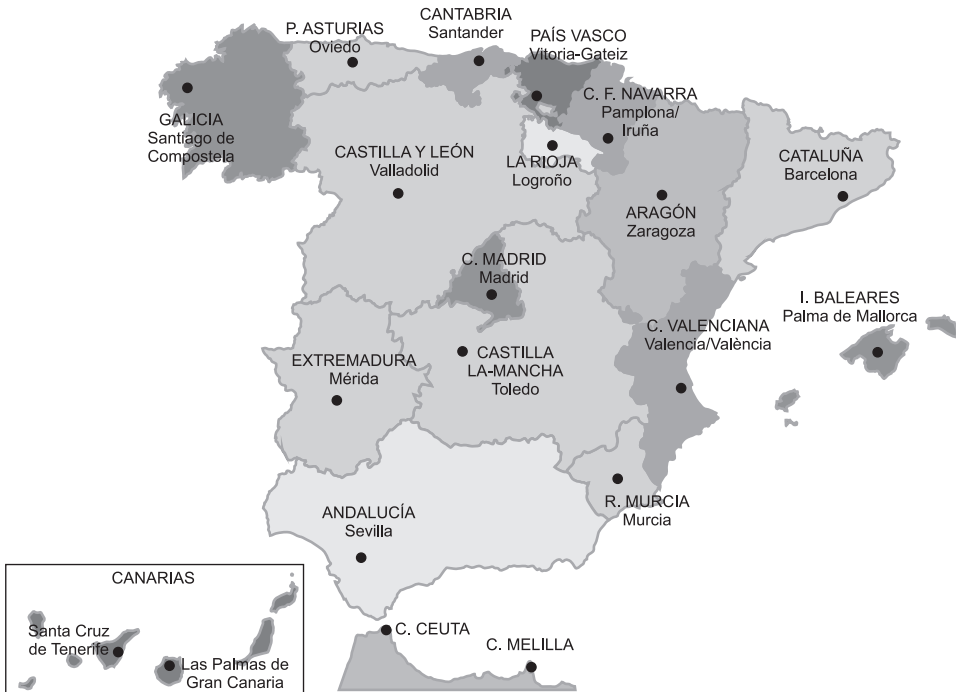 P. ASTURIAS
Oviedo
CANTABRIA
Santander
PAÍS VASCO
Vitoria-Gateiz
C. F. NAVARRA
Pamplona/
Iruña
GALICIA
Santiago de
Compostela
CASTILLA Y LEÓN
Valladolid
LA RIOJA
Logroño
CATALUÑA
Barcelona
ARAGÓN
Zaragoza
C. MADRID
Madrid
I. BALEARES
Palma de Mallorca
C. VALENCIANA
Valencia/València
EXTREMADURA
Mérida
CASTILLA
LA-MANCHA
Toledo
R. MURCIA
Murcia
ANDALUCÍA
Sevilla
CANARIAS
Santa Cruz
de Tenerife
Las Palmas de
Gran Canaria
C. CEUTA
C. MELILLA